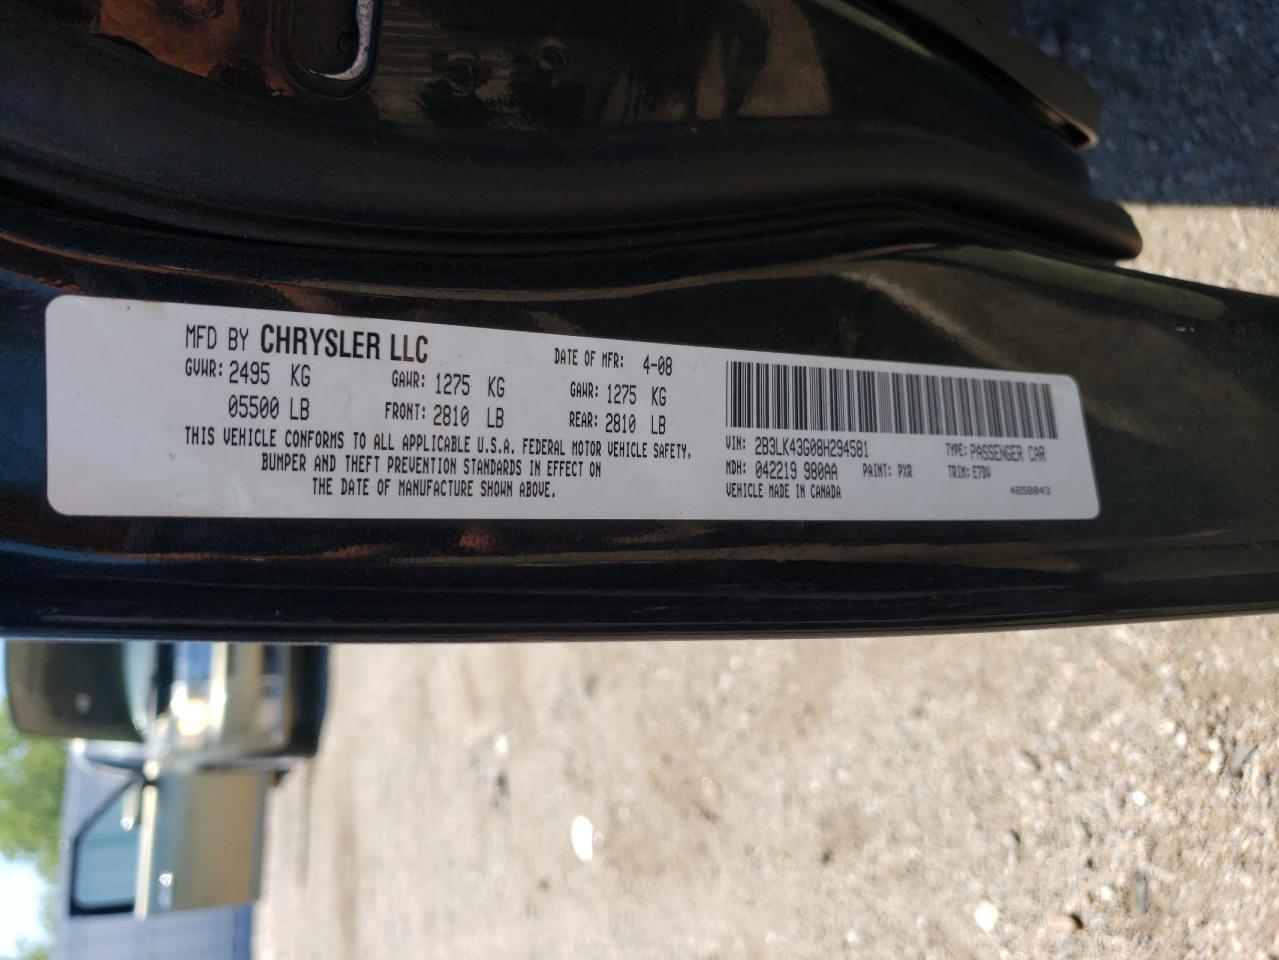 MFD BY CHRYSLER LLC DATE OF MFR: 4-08
GVWR: 2495 KG GAWR: 1275 KG GAWR: 1275 KG
05500 LB FRONT: 2810 LB REAR: 2810 LB
THIS VEHICLE CONFORMS TO ALL APPLICABLE U.S.A. FEDERAL MOTOR VEHICLE SAFETY,
BUMPER AND THEFT PREVENTION STANDARDS IN EFFECT ON
THE DATE OF MANUFACTURE SHOWN ABOVE.
VIN: 2B3LK43G08H294581 TYPE: PASSENGER CAR
MDH: 042219 980AA PAINT: PXR TRIM: E7DW
VEHICLE MADE IN CANADA 4658843